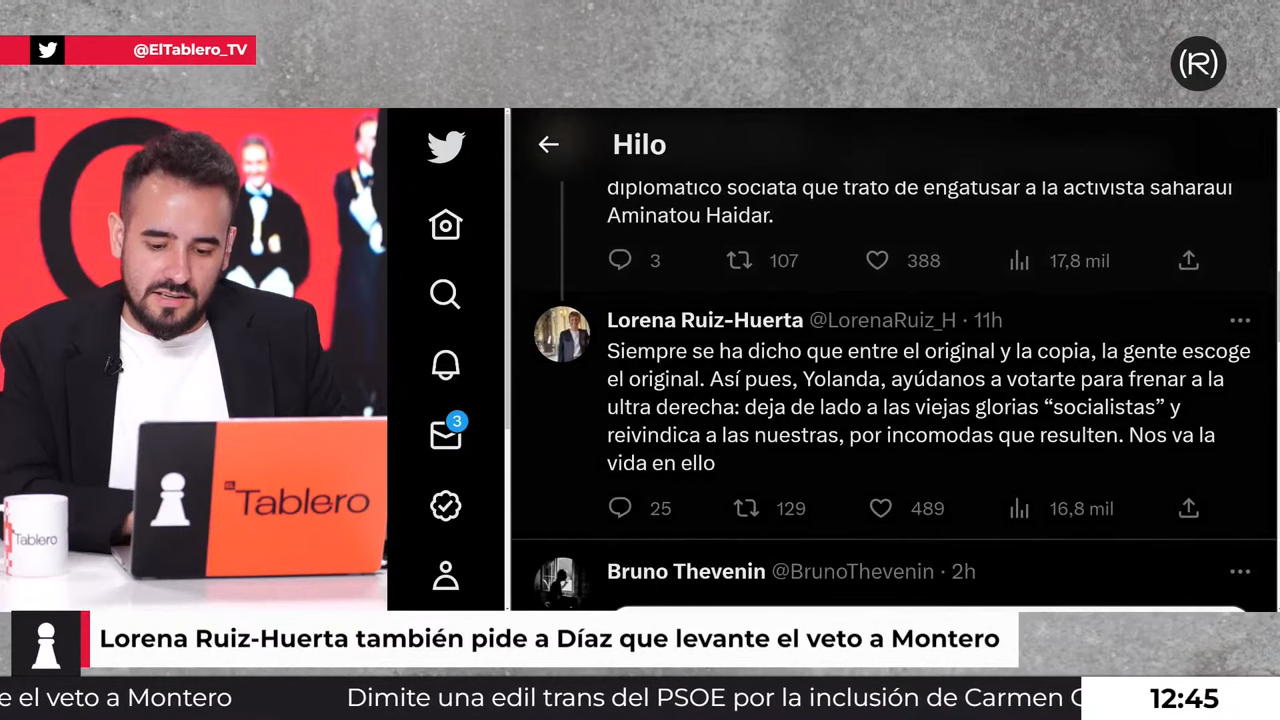 @ElTablero_TV
(R)
ro
Hilo
diplomático sociata que trató de engatusar a la activista saharaui
Aminatou Haidar.
3 107 388 17,8 mil
Lorena Ruiz-Huerta @LorenaRuiz_H · 11h
Siempre se ha dicho que entre el original y la copia, la gente escoge
el original. Así pues, Yolanda, ayúdanos a votarte para frenar a la
ultra derecha: deja de lado a las viejas glorias “socialistas” y
reivindica a las nuestras, por incomodas que resulten. Nos va la
vida en ello
25 129 489 16,8 mil
Bruno Thevenin @BrunoThevenin · 2h
3
EL Tablero
Tablero
Lorena Ruiz-Huerta también pide a Díaz que levante el veto a Montero
e el veto a Montero Dimite una edil trans del PSOE por la inclusión de Carmen
12:45